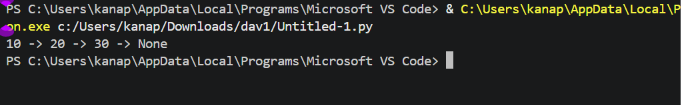 PS C:\Users\kanap\AppData\Local\Programs\Microsoft VS Code> & C:\Users\kanap\AppData\Local\P
on.exe c:/Users/kanap/Downloads/dav1/Untitled-1.py
10 -> 20 -> 30 -> None
PS C:\Users\kanap\AppData\Local\Programs\Microsoft VS Code>